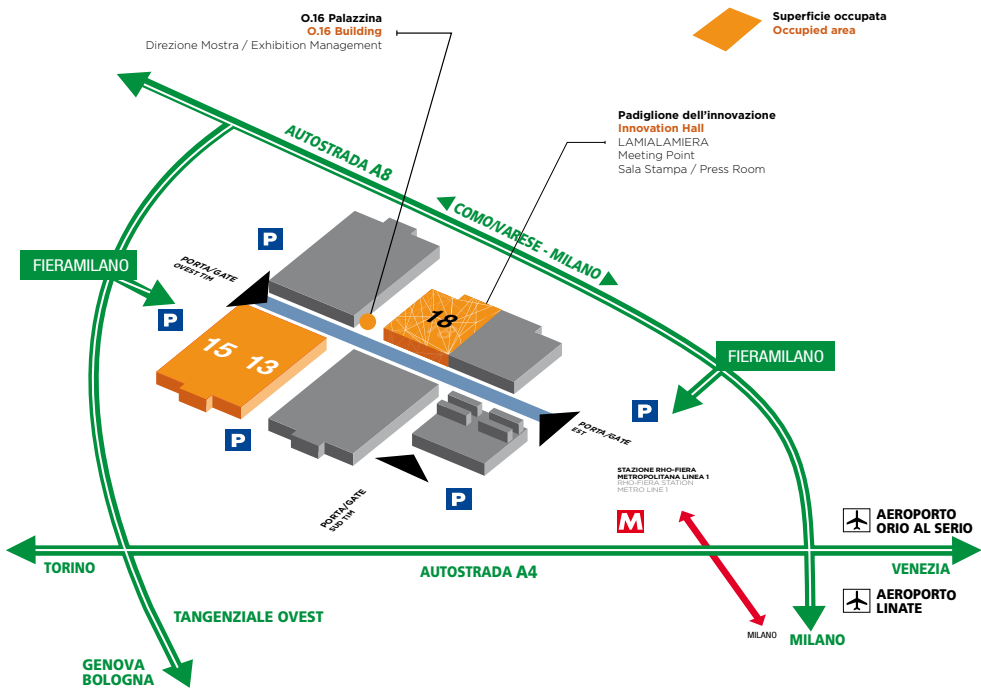 O.16 Palazzina
O.16 Building
Direzione Mostra / Exhibition Management
Superficie occupata
Occupied area
Padiglione dell'innovazione
Innovation Hall
LAMIALAMIERA
Meeting Point
Sala Stampa / Press Room
AUTOSTRADA A8
COMO/VARESE - MILANO
P
PORTA/GATE
OVEST TIM
FIERAMILANO
P
18
15 13
FIERAMILANO
P
P
PORTA/GATE
EST
STAZIONE RHO-FIERA
METROPOLITANA LINEA 1
RHO-FIERA STATION
METRO LINE 1
PORTA/GATE
SUD TIM
P
M
AEROPORTO
ORIO AL SERIO
TORINO
AUTOSTRADA A4
VENEZIA
AEROPORTO
LINATE
TANGENZIALE OVEST
MILANO
MILANO
GENOVA
BOLOGNA